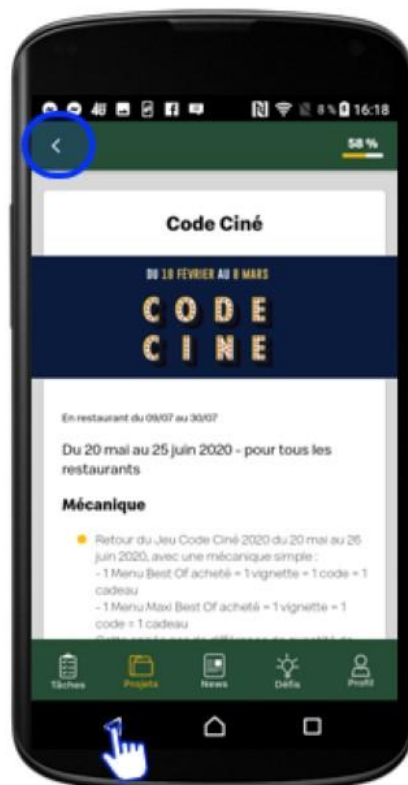 8 % 16:18
58 %
Code Ciné
DU 18 FÉVRIER AU 8 MARS
CODE
CINE
En restaurant du 09/07 au 30/07
Du 20 mai au 25 juin 2020 - pour tous les
restaurants
Mécanique
Retour du Jeu Code Ciné 2020 du 20 mai au 26
juin 2020, avec une mécanique simple :
- 1 Menu Best Of acheté = 1 vignette = 1 code = 1
cadeau
- 1 Menu Maxi Best Of acheté = 1 vignette = 1
code = 1 cadeau
Tâches Projets News Défis Profil